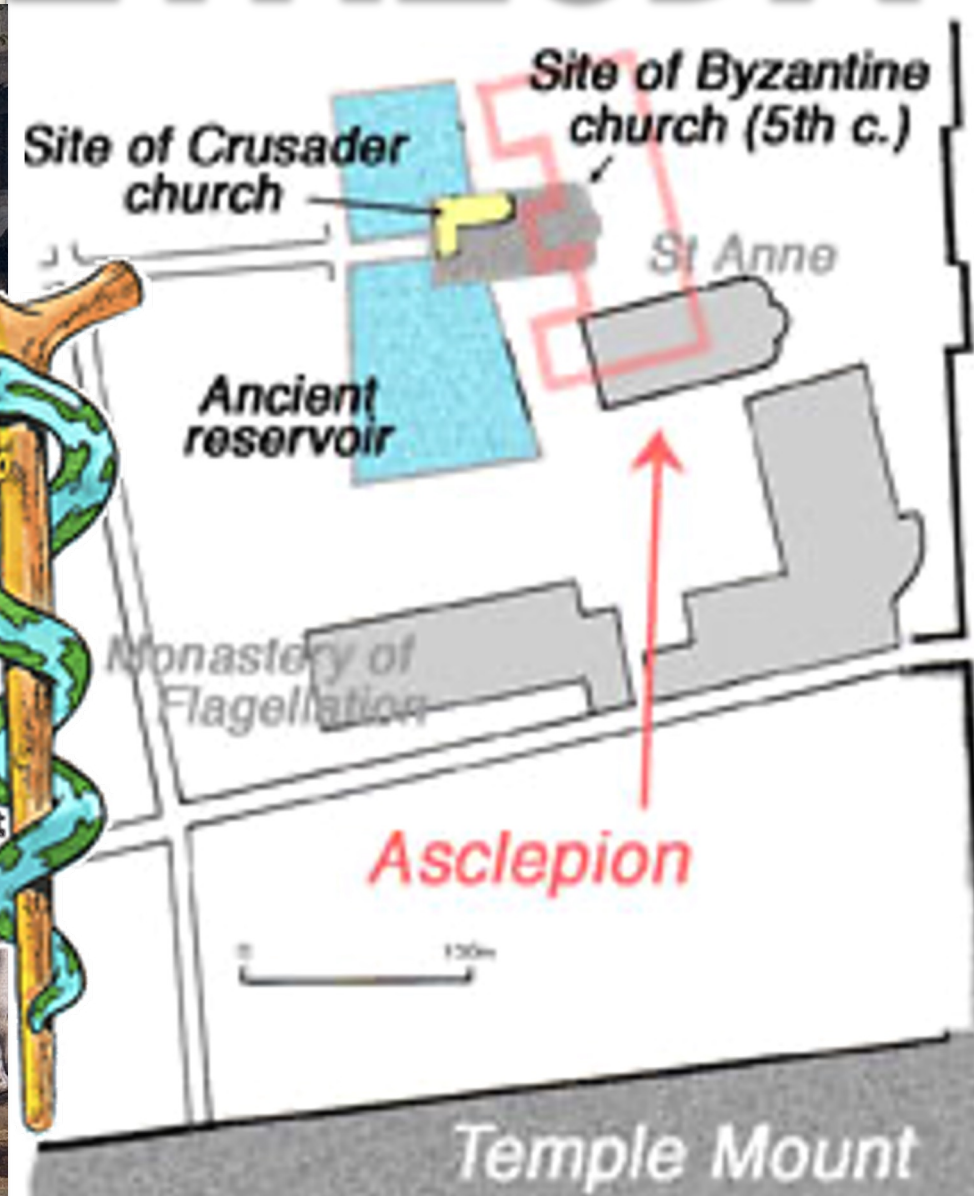 Site of Byzantine
church (5th c.)
Site of Crusader
church
St Anne
Ancient
reservoir
Monastery of
Flagellation
Asclepion
0
Temple Mount